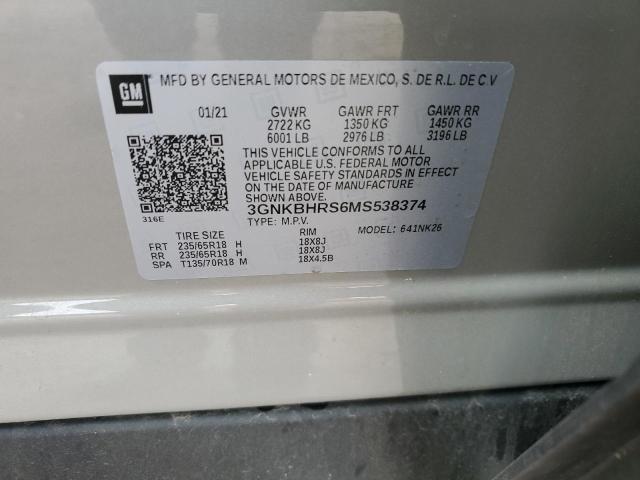 GM
MFD BY GENERAL MOTORS DE MEXICO, S. DE R.L. DE C.V
01/21 GVWR GAWR FRT GAWR RR
2722 KG 1350 KG 1450 KG
6001 LB 2976 LB 3196 LB
THIS VEHICLE CONFORMS TO ALL
APPLICABLE U.S. FEDERAL MOTOR
VEHICLE SAFETY STANDARDS IN EFFECT
ON THE DATE OF MANUFACTURE
SHOWN ABOVE.
3GNKBHRS6MS538374
316E TYPE: M.P.V. MODEL: 641NK26
TIRE SIZE RIM
FRT 235/65R18 H 18X8J
RR 235/65R18 H 18X8J
SPA T135/70R18 M 18X4.5B